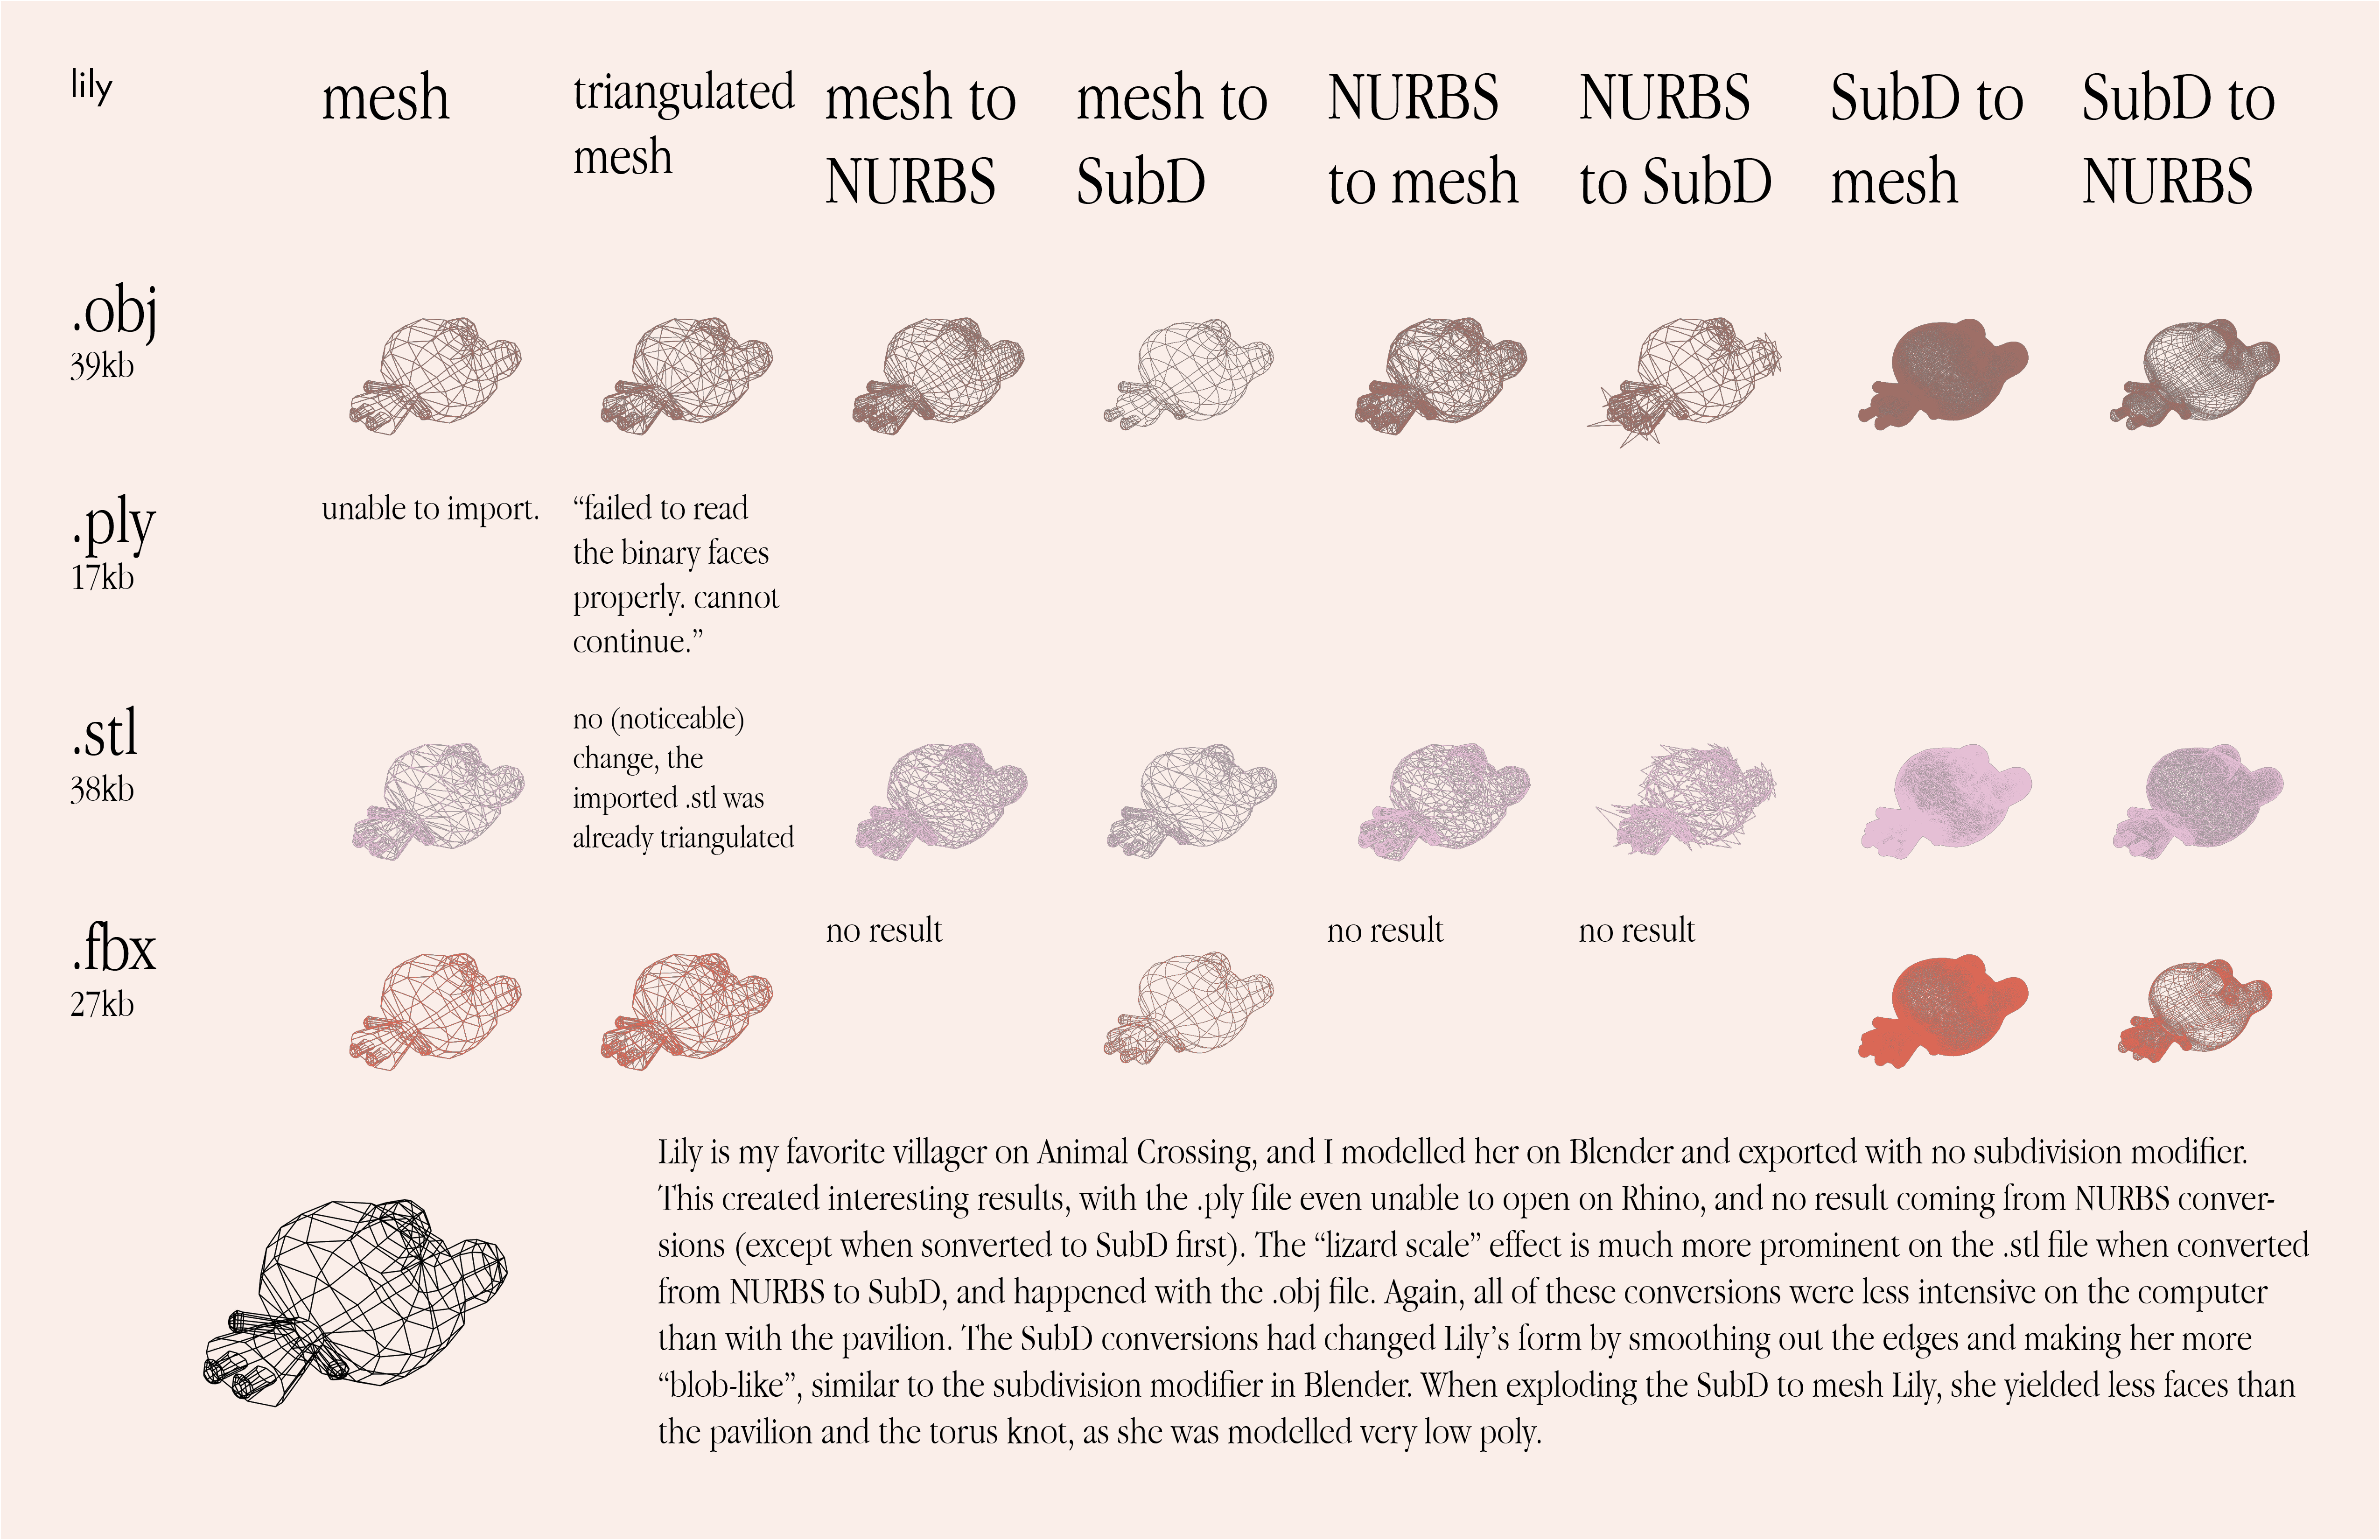 lily
mesh
triangulated
mesh
mesh to
NURBS
mesh to
SubD
NURBS
to mesh
NURBS
to SubD
SubD to
mesh
SubD to
NURBS
.obj
39kb
.ply
17kb
unable to import.
“failed to read
the binary faces
properly. cannot
continue.”
.stl
38kb
no (noticeable)
change, the
imported .stl was
already triangulated
.fbx
27kb
no result
no result
no result
Lily is my favorite villager on Animal Crossing, and I modelled her on Blender and exported with no subdivision modifier.
This created interesting results, with the .ply file even unable to open on Rhino, and no result coming from NURBS conver-
sions (except when sonverted to SubD first). The “lizard scale” effect is much more prominent on the .stl file when converted
from NURBS to SubD, and happened with the .obj file. Again, all of these conversions were less intensive on the computer
than with the pavilion. The SubD conversions had changed Lily’s form by smoothing out the edges and making her more
“blob-like”, similar to the subdivision modifier in Blender. When exploding the SubD to mesh Lily, she yielded less faces than
the pavilion and the torus knot, as she was modelled very low poly.